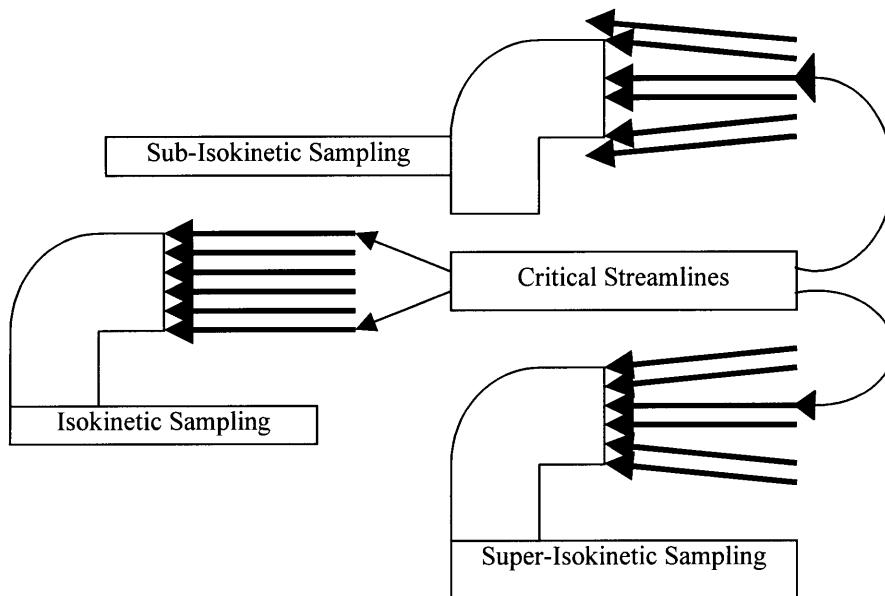 Sub-Isokinetic Sampling
Critical Streamlines
Isokinetic Sampling
Super-Isokinetic Sampling